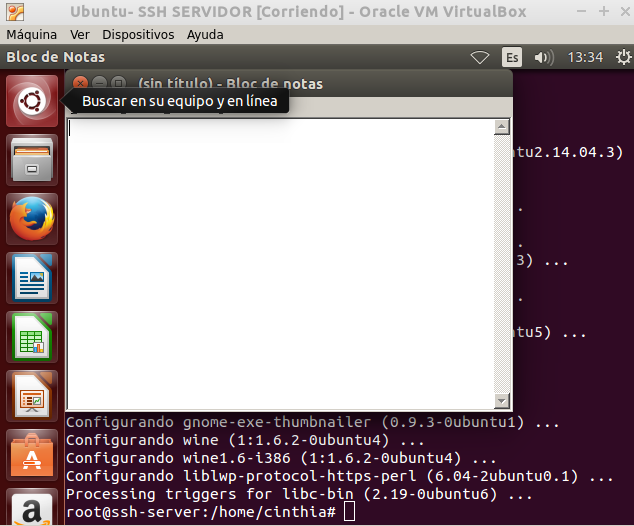 Ubuntu- SSH SERVIDOR [Corriendo] - Oracle VM VirtualBox
Máquina Ver Dispositivos Ayuda
Bloc de Notas Es 13:34
(sin título) - Bloc de notas
Buscar en su equipo y en línea
tu2.14.04.3)
.
.
3) ...
.
tu5) ...
Configurando gnome-exe-thumbnailer (0.9.3-0ubuntu1) ...
Configurando wine (1:1.6.2-0ubuntu4) ...
Configurando wine1.6-i386 (1:1.6.2-0ubuntu4) ...
Configurando liblwp-protocol-https-perl (6.04-2ubuntu0.1) ...
Processing triggers for libc-bin (2.19-0ubuntu6) ...
root@ssh-server:/home/cinthia#